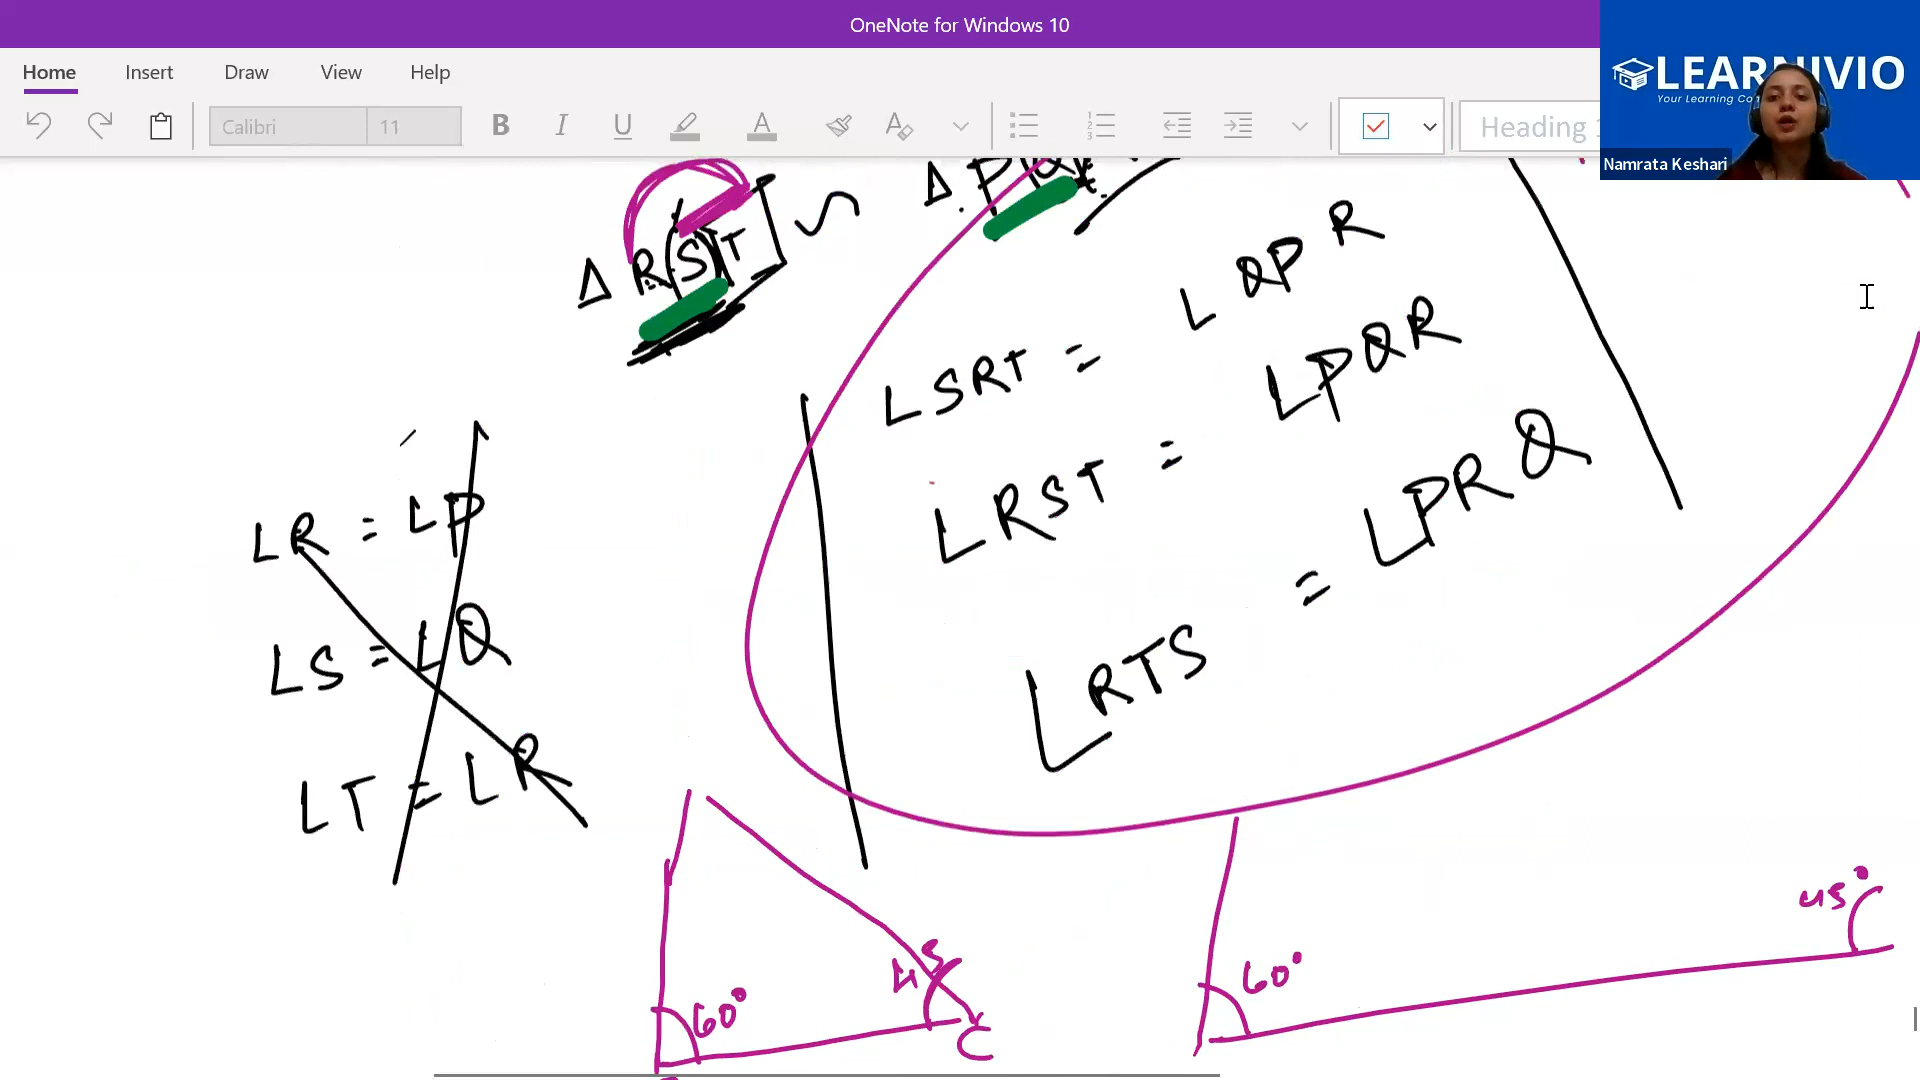 OneNote for Windows 10
LEARNIVIO
Your Learning Co
Namrata Keshari
Home Insert Draw View Help
Calibri 11
B I U A A
Heading
Δ RST ~ Δ PQR
∠SRT = ∠QPR
∠RST = ∠PQR
∠RTS = ∠PRQ
∠R = ∠P
∠S = ∠Q
∠T = ∠R
60°
45
C
60°
45°